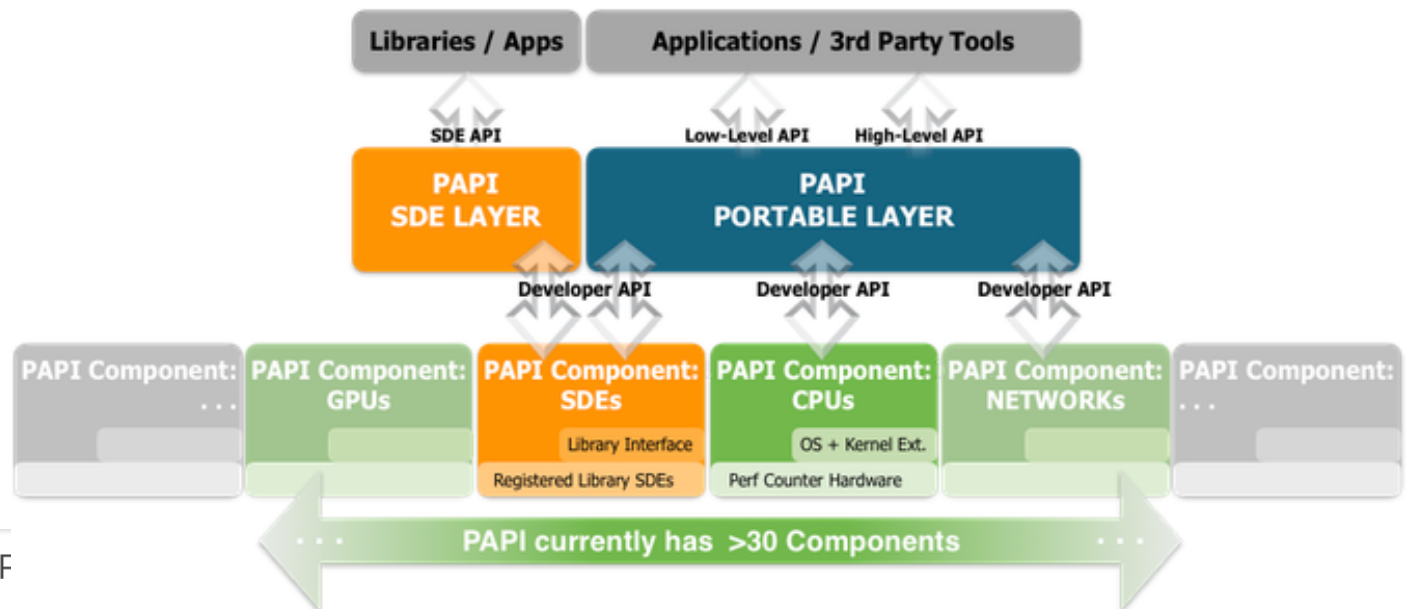 Libraries / Apps
Applications / 3rd Party Tools
SDE API
Low-Level API
High-Level API
PAPI
SDE LAYER
PAPI
PORTABLE LAYER
Developer API
Developer API
Developer API
PAPI Component:
. . .
PAPI Component:
GPUs
PAPI Component:
SDEs
Library Interface
Registered Library SDEs
PAPI Component:
CPUs
OS + Kernel Ext.
Perf Counter Hardware
PAPI Component:
NETWORKs
PAPI Component:
. . .
. . . PAPI currently has >30 Components . . .